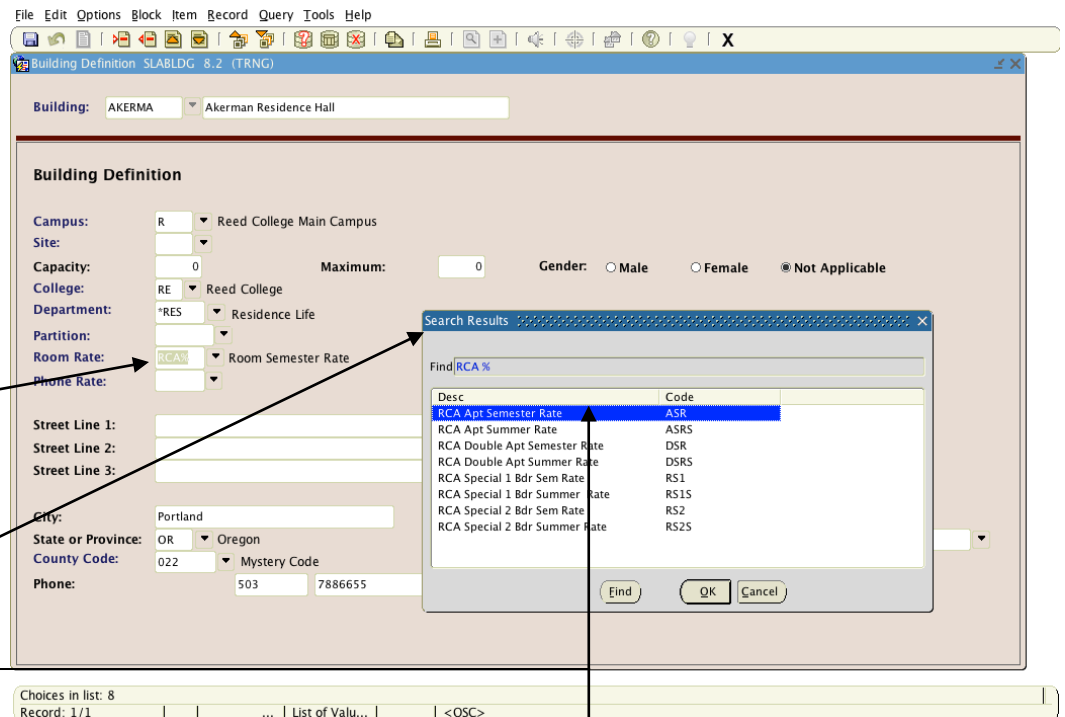 File Edit Options Block Item Record Query Tools Help
X
Building Definition SLABLDG 8.2 (TRNG)
Building: AKERMA Akerman Residence Hall
Building Definition
Campus: R Reed College Main Campus
Site:
Capacity: 0 Maximum: 0 Gender: Male Female Not Applicable
College: RE Reed College
Department: *RES Residence Life
Partition:
Room Rate: RCA% Room Semester Rate
Phone Rate:
Street Line 1:
Street Line 2:
Street Line 3:
City: Portland
State or Province: OR Oregon
County Code: 022 Mystery Code
Phone: 503 7886655
Search Results
Find RCA %
Desc Code
RCA Apt Semester Rate ASR
RCA Apt Summer Rate ASRS
RCA Double Apt Semester Rate DSR
RCA Double Apt Summer Rate DSRS
RCA Special 1 Bdr Sem Rate RS1
RCA Special 1 Bdr Summer Rate RS1S
RCA Special 2 Bdr Sem Rate RS2
RCA Special 2 Bdr Summer Rate RS2S
Find OK Cancel
Choices in list: 8
Record: 1/1 ... List of Valu... <OSC>